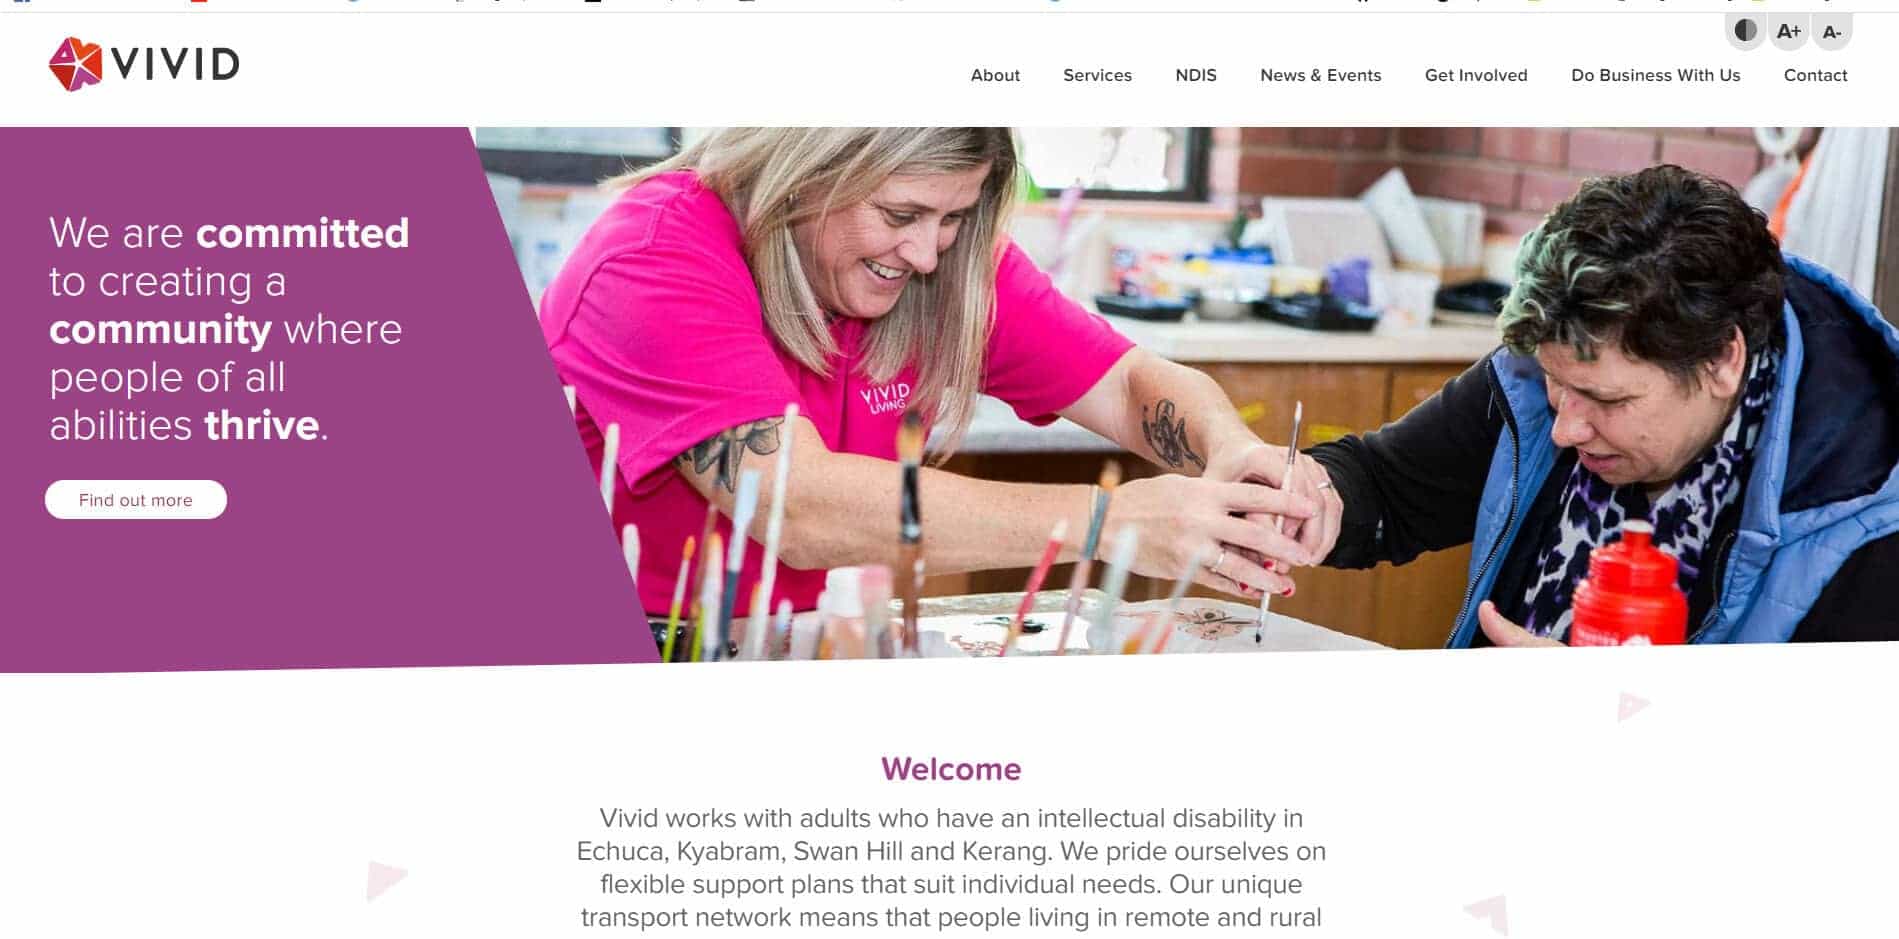 VIVID
A+
A-
About
Services
NDIS
News & Events
Get Involved
Do Business With Us
Contact
We are committed
to creating a
community where
people of all
abilities thrive.
Find out more
VIVID
LIVING
Welcome
Vivid works with adults who have an intellectual disability in
Echuca, Kyabram, Swan Hill and Kerang. We pride ourselves on
flexible support plans that suit individual needs. Our unique
transport network means that people living in remote and rural